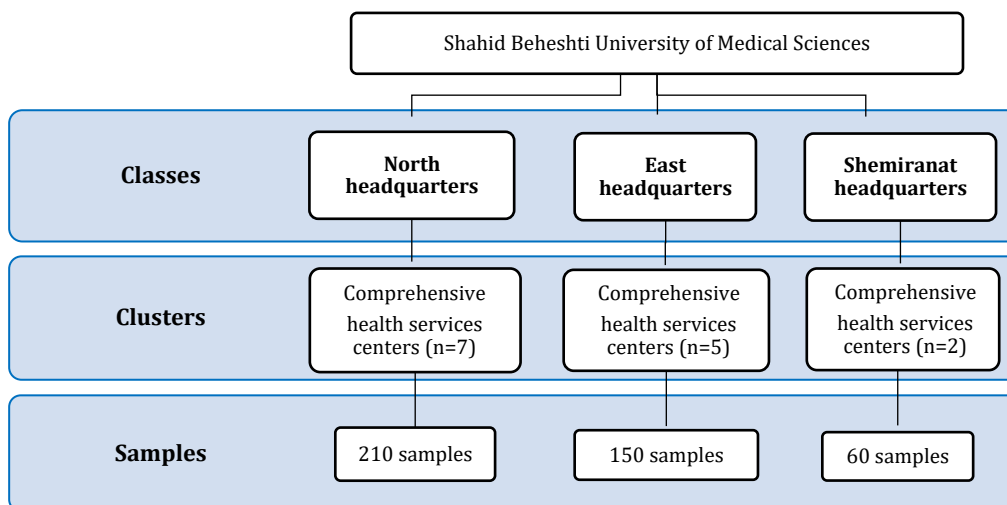 Shahid Beheshti University of Medical Sciences
Classes
North
headquarters
East
headquarters
Shemiranat
headquarters
Clusters
Comprehensive
health services
centers (n=7)
Comprehensive
health services
centers (n=5)
Comprehensive
health services
centers (n=2)
Samples
210 samples
150 samples
60 samples